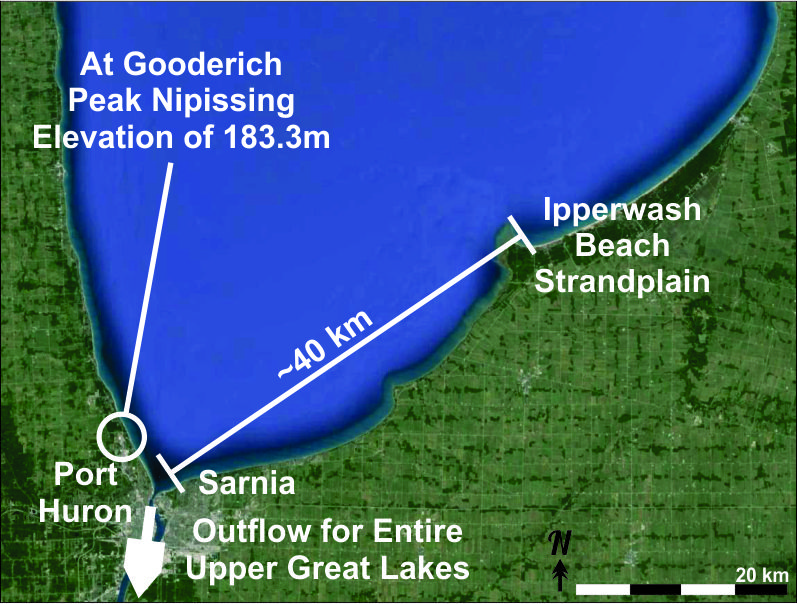 At Gooderich
Peak Nipissing
Elevation of 183.3m
Ipperwash
Beach
Strandplain
~40 km
Port
Huron
Sarnia
Outflow for Entire
Upper Great Lakes
N
20 km